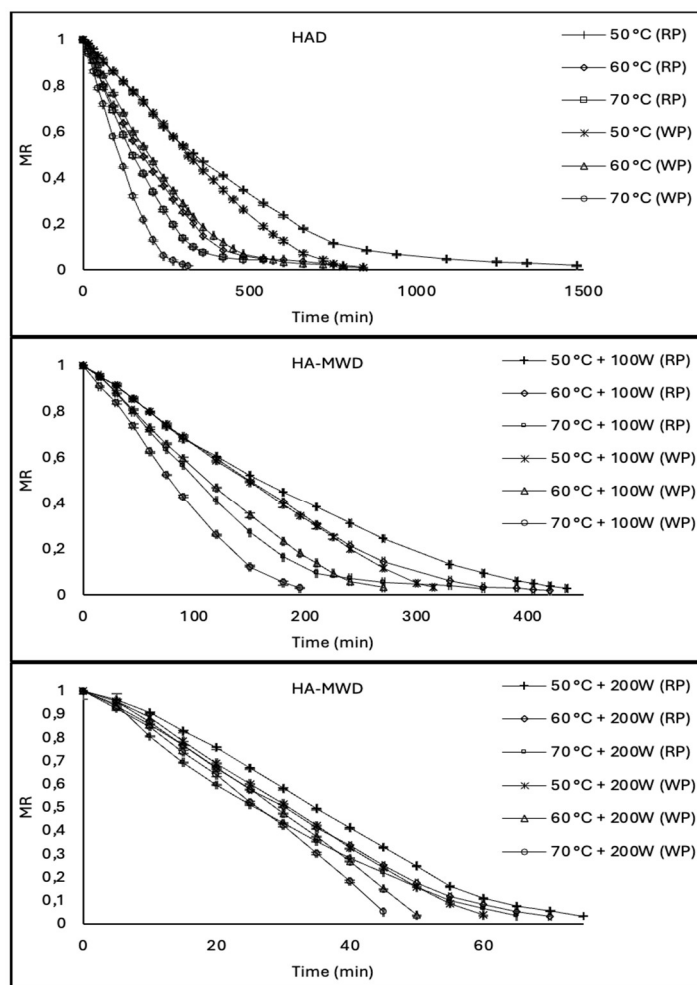 HAD
1
0,8
0,6
0,4
0,2
0
MR
0
500
1000
1500
Time (min)
50 °C (RP)
60 °C (RP)
70 °C (RP)
50 °C (WP)
60 °C (WP)
70 °C (WP)
HA-MWD
1
0,8
0,6
0,4
0,2
0
MR
0
100
200
300
400
Time (min)
50 °C + 100W (RP)
60 °C + 100W (RP)
70 °C + 100W (RP)
50 °C + 100W (WP)
60 °C + 100W (WP)
70 °C + 100W (WP)
HA-MWD
1
0,9
0,8
0,7
0,6
0,5
0,4
0,3
0,2
0,1
0
MR
0
20
40
60
Time (min)
50 °C + 200W (RP)
60 °C + 200W (RP)
70 °C + 200W (RP)
50 °C + 200W (WP)
60 °C + 200W (WP)
70 °C + 200W (WP)